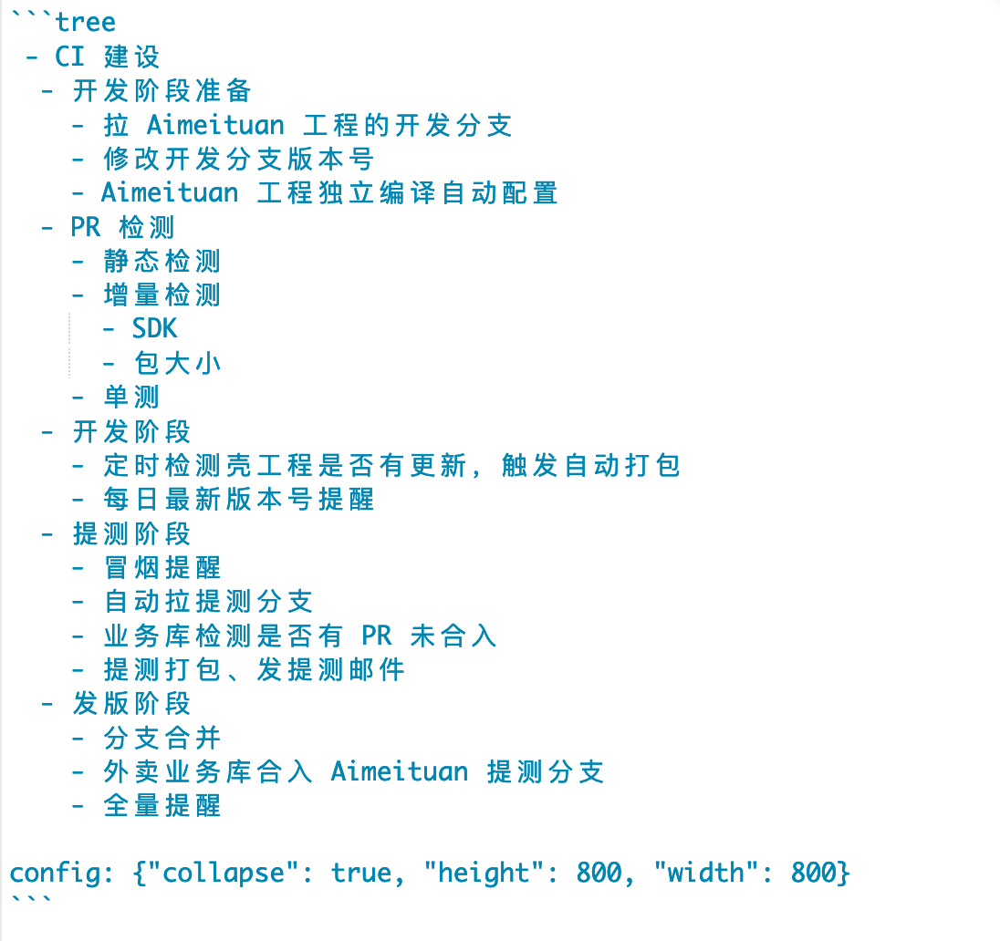 ```tree
- CI 建设
- 开发阶段准备
- 拉 Aimeituan 工程的开发分支
- 修改开发分支版本号
- Aimeituan 工程独立编译自动配置
- PR 检测
- 静态检测
- 增量检测
- SDK
- 包大小
- 单测
- 开发阶段
- 定时检测壳工程是否有更新，触发自动打包
- 每日最新版本号提醒
- 提测阶段
- 冒烟提醒
- 自动拉提测分支
- 业务库检测是否有 PR 未合入
- 提测打包、发提测邮件
- 发版阶段
- 分支合并
- 外卖业务库合入 Aimeituan 提测分支
- 全量提醒
config: {"collapse": true, "height": 800, "width": 800}
```